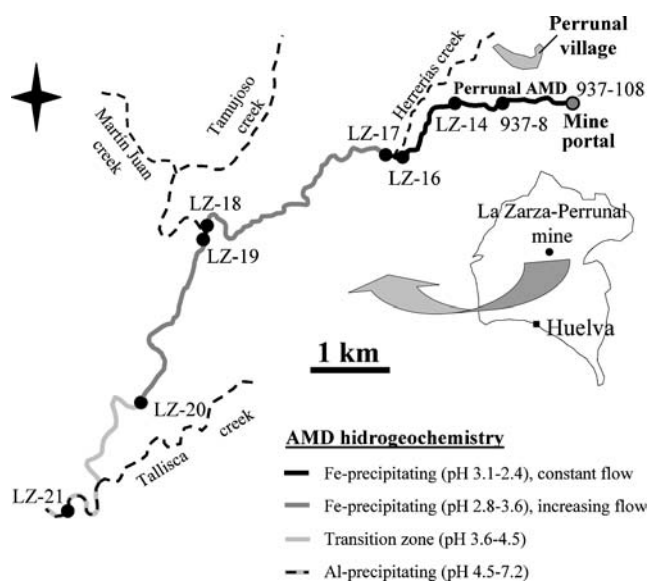 Perrunal
village
Herrerias creek
Tamujoso
creek
Martin Juan
creek
Perrunal AMD
937-108
LZ-17
LZ-14
937-8
Mine
portal
LZ-16
LZ-18
LZ-19
La Zarza-Perrunal
mine
Huelva
1 km
LZ-20
Tallisca
creek
LZ-21
AMD hidrogeochemistry
Fe-precipitating (pH 3.1-2.4), constant flow
Fe-precipitating (pH 2.8-3.6), increasing flow
Transition zone (pH 3.6-4.5)
Al-precipitating (pH 4.5-7.2)